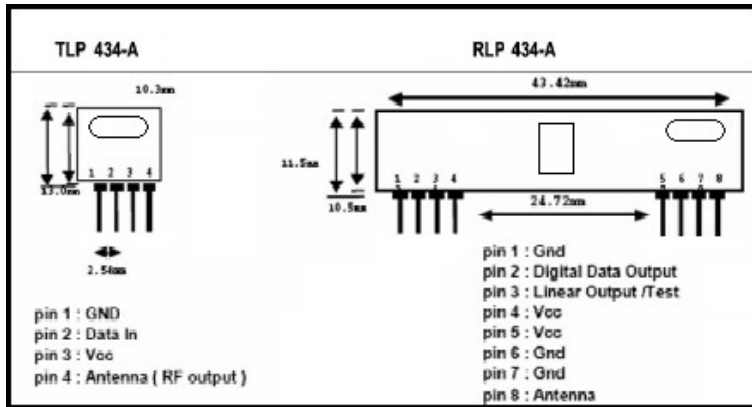 TLP 434-A
RLP 434-A
10.3mm
43.42mm
13.0mm
1 2 3 4
2.54mm
11.5mm
10.5mm
1 2 3 4
24.72mm
5 6 7 8
pin 1 : GND
pin 2 : Data In
pin 3 : Vcc
pin 4 : Antenna ( RF output )
pin 1 : Gnd
pin 2 : Digital Data Output
pin 3 : Linear Output /Test
pin 4 : Vcc
pin 5 : Vcc
pin 6 : Gnd
pin 7 : Gnd
pin 8 : Antenna